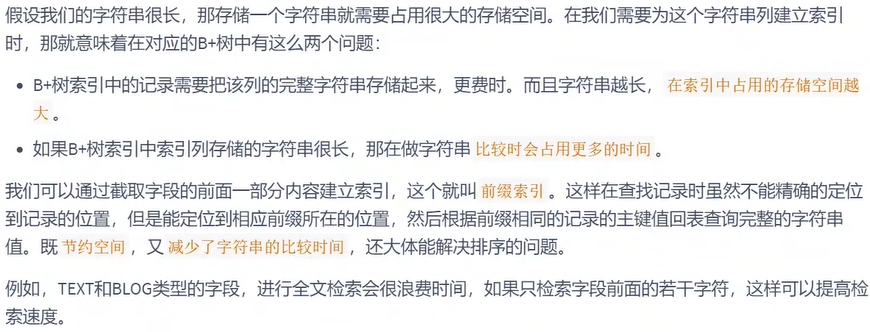 假设我们的字符串很长，那存储一个字符串就需要占用很大的存储空间。在我们需要为这个字符串列建立索引
时，那就意味着在对应的B+树中有这么两个问题：
• B+树索引中的记录需要把该列的完整字符串存储起来，更费时。而且字符串越长，在索引中占用的存储空间越
大。
• 如果B+树索引中索引列存储的字符串很长，那在做字符串比较时会占用更多的时间。
我们可以通过截取字段的前面一部分内容建立索引，这个就叫前缀索引。这样在查找记录时虽然不能精确的定位
到记录的位置，但是能定位到相应前缀所在的位置，然后根据前缀相同的记录的主键值回表查询完整的字符串
值。既节约空间，又减少了字符串的比较时间，还大体能解决排序的问题。
例如，TEXT和BLOG类型的字段，进行全文检索会很浪费时间，如果只检索字段前面的若干字符，这样可以提高检
索速度。